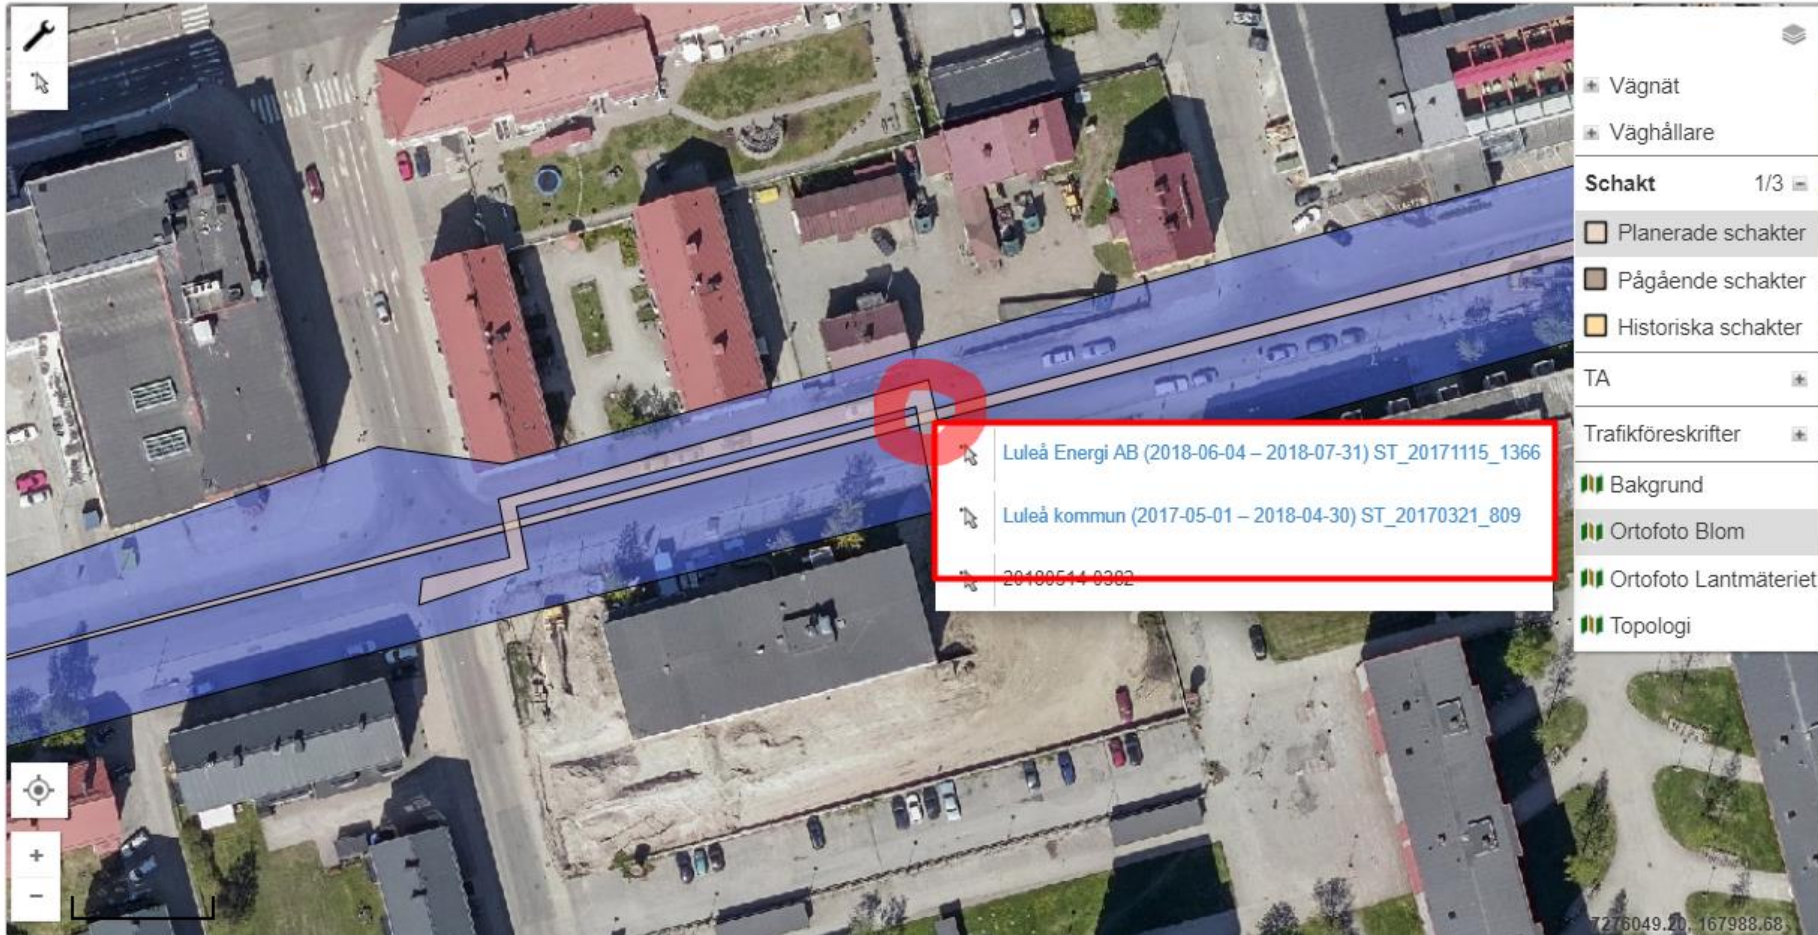 Vägnät
Väghållare
Schakt 1/3
Planerade schakter
Pågående schakter
Historiska schakter
TA
Trafikföreskrifter
Bakgrund
Ortofoto Blom
Ortofoto Lantmäteriet
Topologi
Luleå Energi AB (2018-06-04 – 2018-07-31) ST_20171115_1366
Luleå kommun (2017-05-01 – 2018-04-30) ST_20170321_809
20180514-0382
+
−
7276049.20, 167988.68